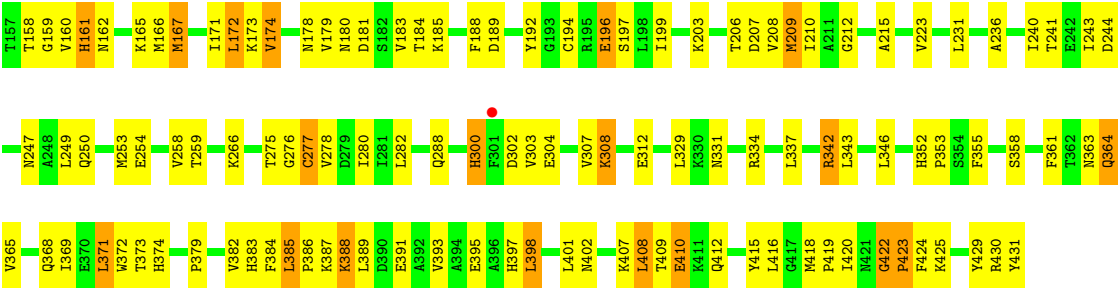 T157 T158 G159 V160 H161 N162 K165 M166 M167 I171 L172 K173 V174 N178 V179 N180 D181 S182 V183 T184 K185 F188 D189 Y192 G193 C194 R195 E196 S197 L198 I199 K203 T206 D207 V208 M209 I210 A211 G212 A215 V223 L231 A236 I240 T241 E242 I243 D244
N247 A248 L249 Q250 M253 E254 V258 T259 K266 T275 G276 C277 V278 D279 I280 I281 L282 Q288 H300 F301 D302 V303 E304 V307 K308 E312 L329 K330 N331 R334 L337 R342 L343 L346 H352 P353 S354 F355 S358 F361 T362 N363 Q364
V365 Q368 I369 E370 L371 W372 T373 H374 P379 V382 H383 F384 L385 P386 K387 K388 L389 D390 E391 A392 V393 A394 E395 A396 H397 L398 L401 N402 K407 L408 T409 E410 K411 Q412 Y415 L416 G417 M418 P419 I420 N421 G422 P423 F424 K425 Y429 R430 Y431